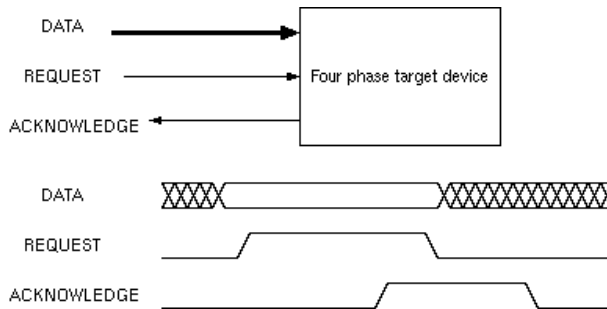 DATA
REQUEST
ACKNOWLEDGE
Four phase target device
DATA
REQUEST
ACKNOWLEDGE